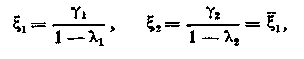 ξ₁ = γ₁ / (1 − λ₁), ξ₂ = γ₂ / (1 − λ₂) = ξ̅₁,